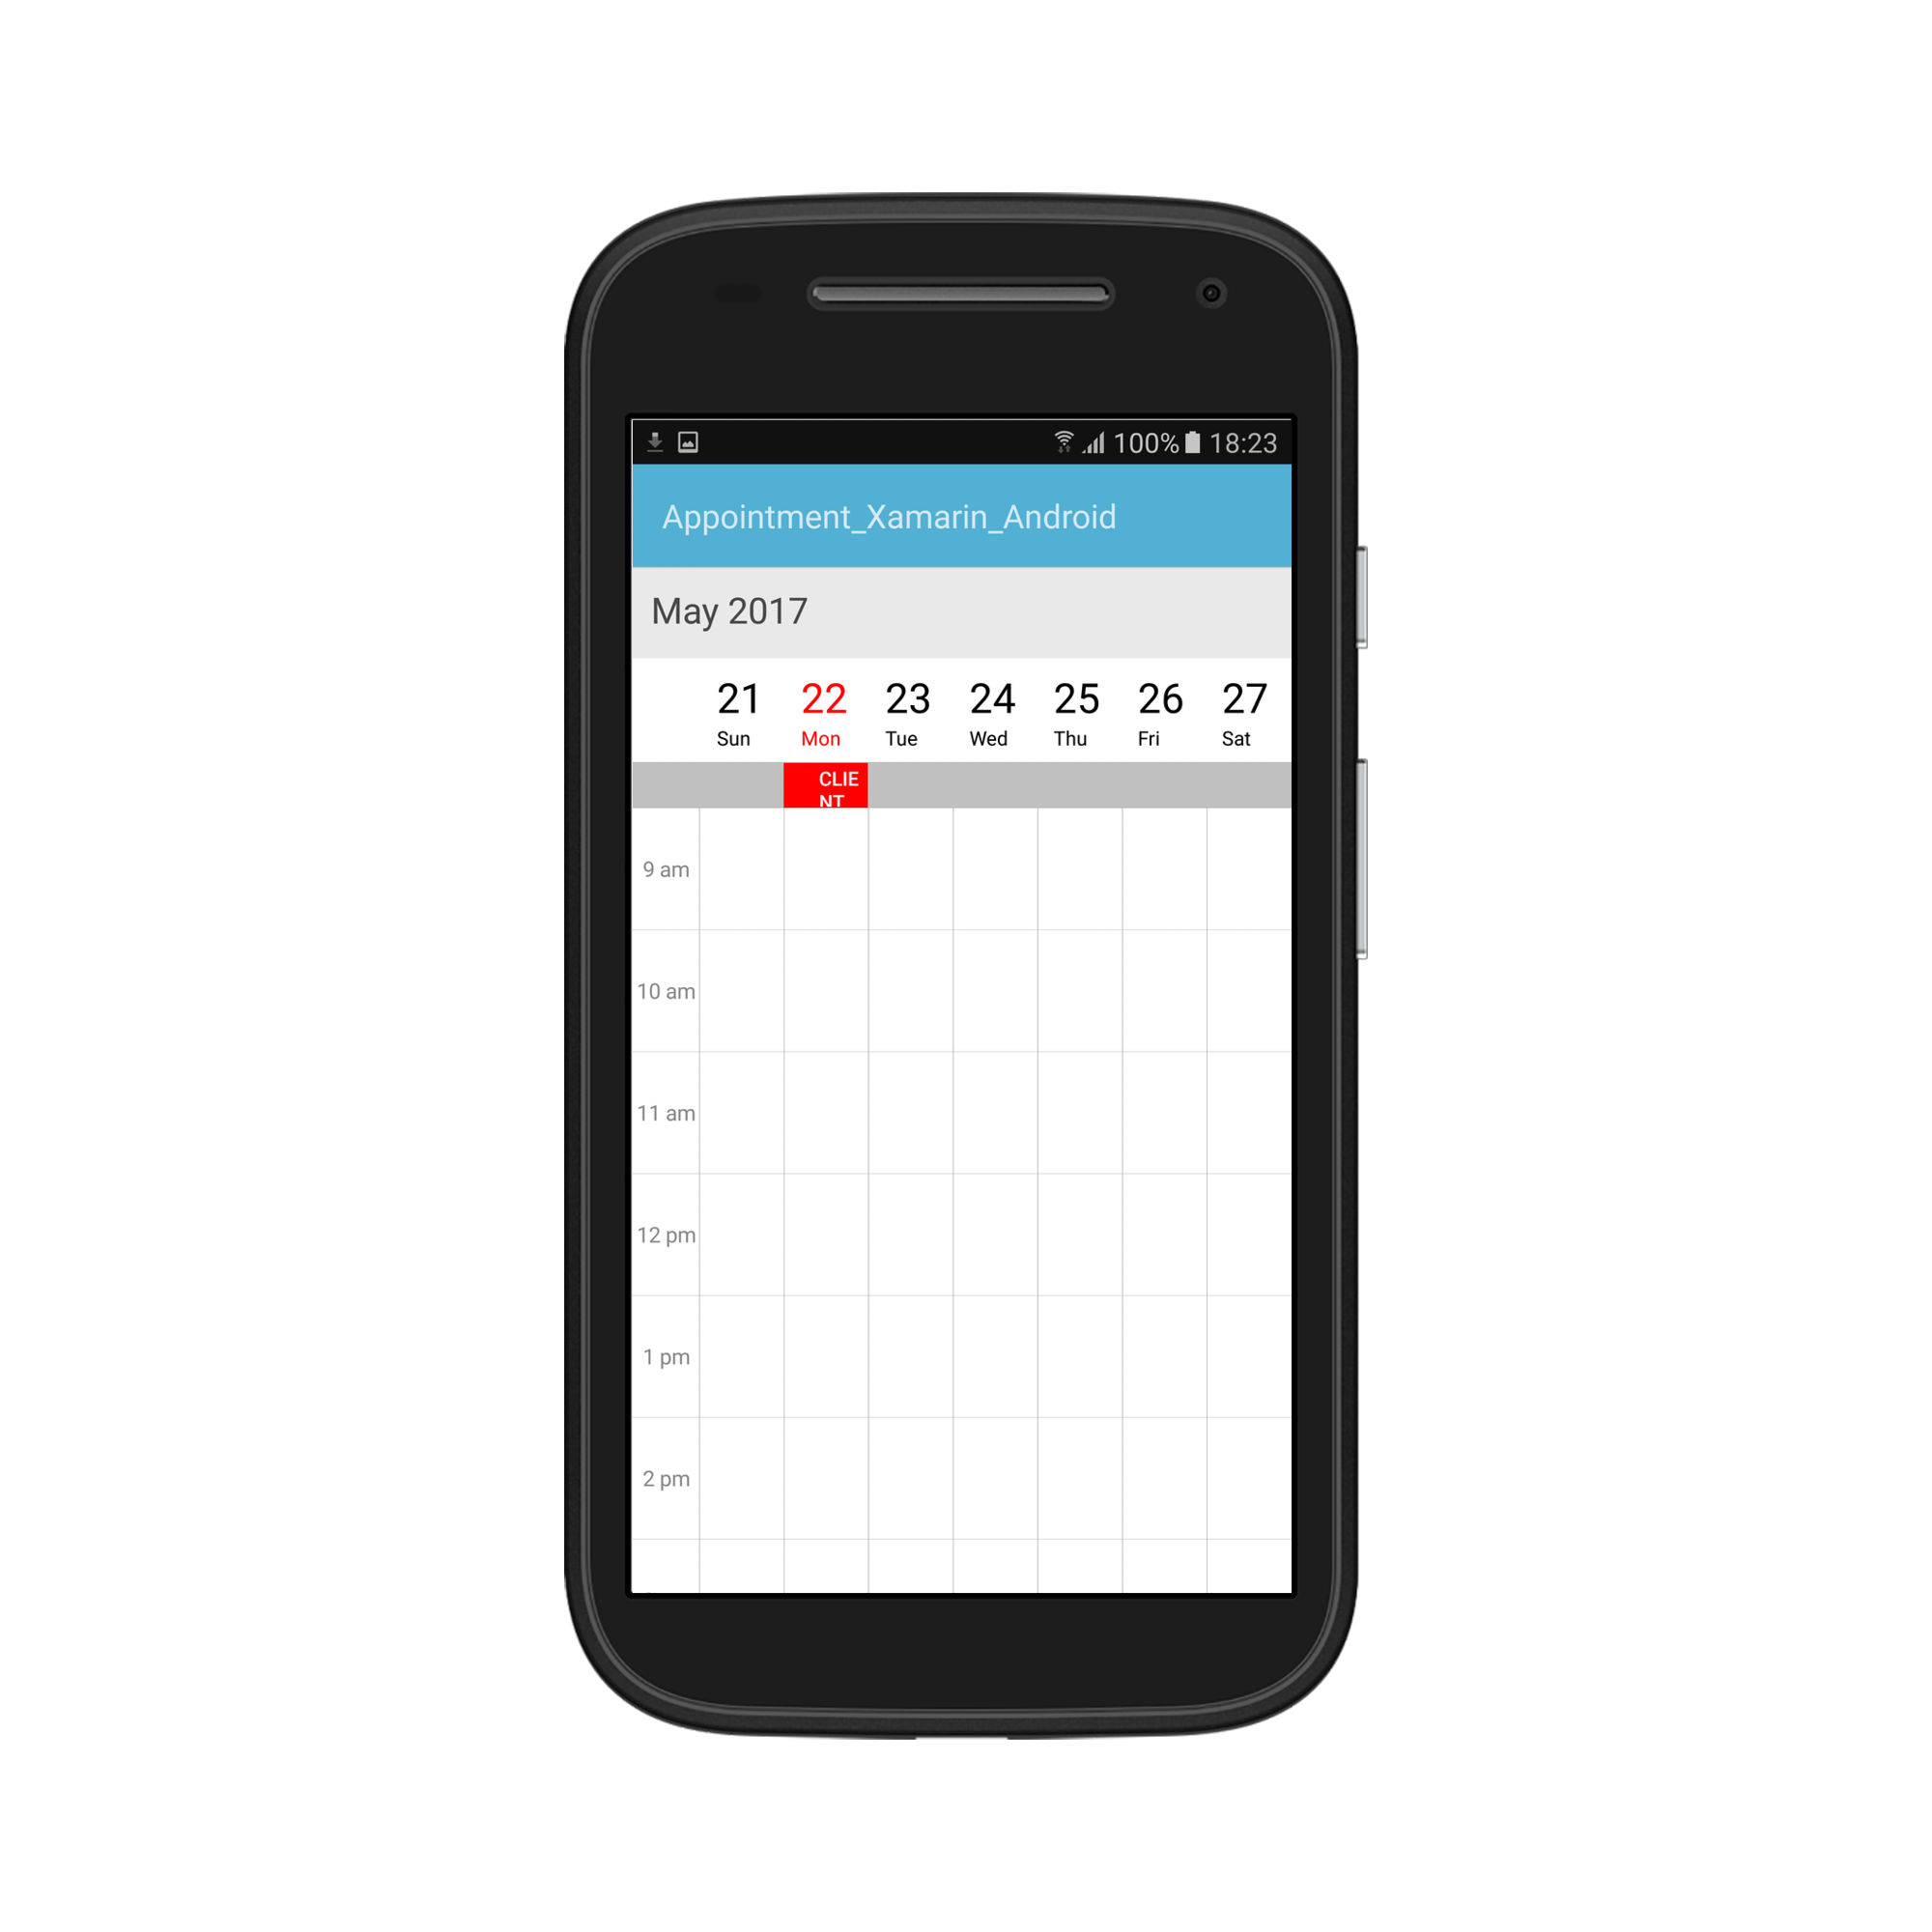 100% 18:23
Appointment_Xamarin_Android
May 2017
21 22 23 24 25 26 27
Sun Mon Tue Wed Thu Fri Sat
CLIE
NT
9 am
10 am
11 am
12 pm
1 pm
2 pm